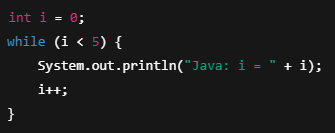 int i = 0;
while (i < 5) {
    System.out.println("Java: i = " + i);
    i++;
}